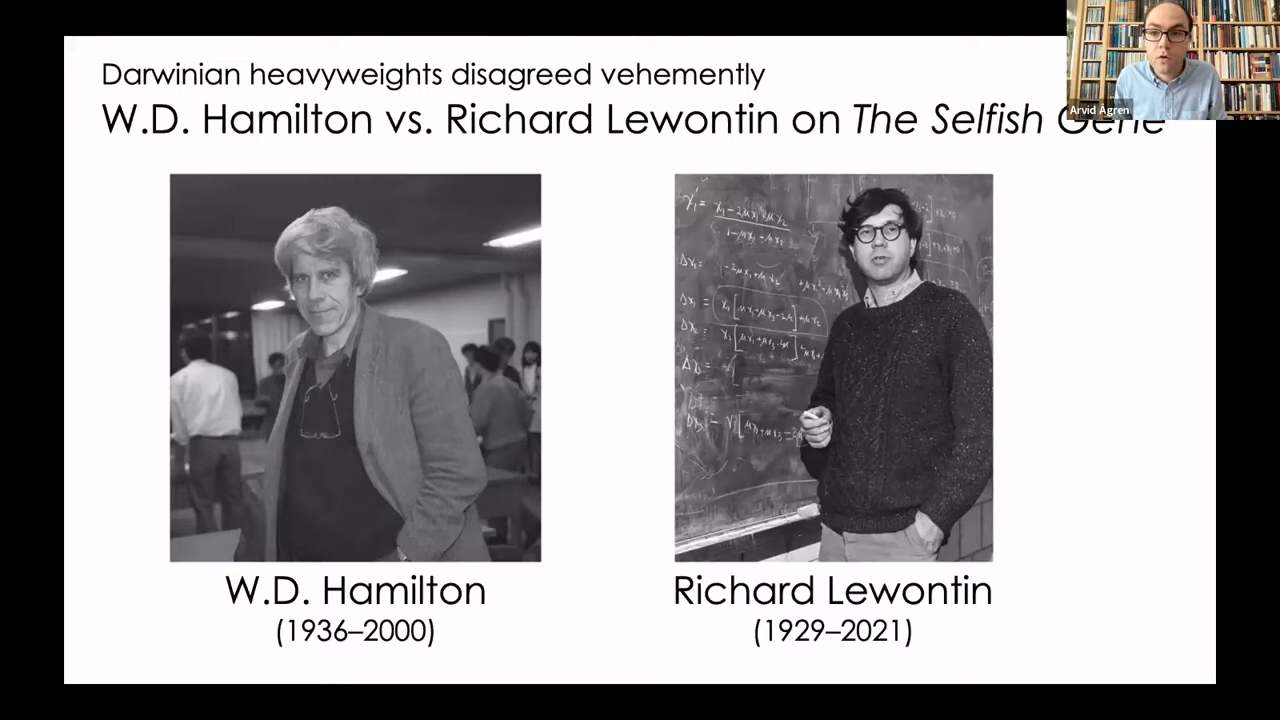 Darwinian heavyweights disagreed vehemently
W.D. Hamilton vs. Richard Lewontin on The Selfish Gene
Arvid Ågren
W.D. Hamilton
(1936–2000)
Richard Lewontin
(1929–2021)